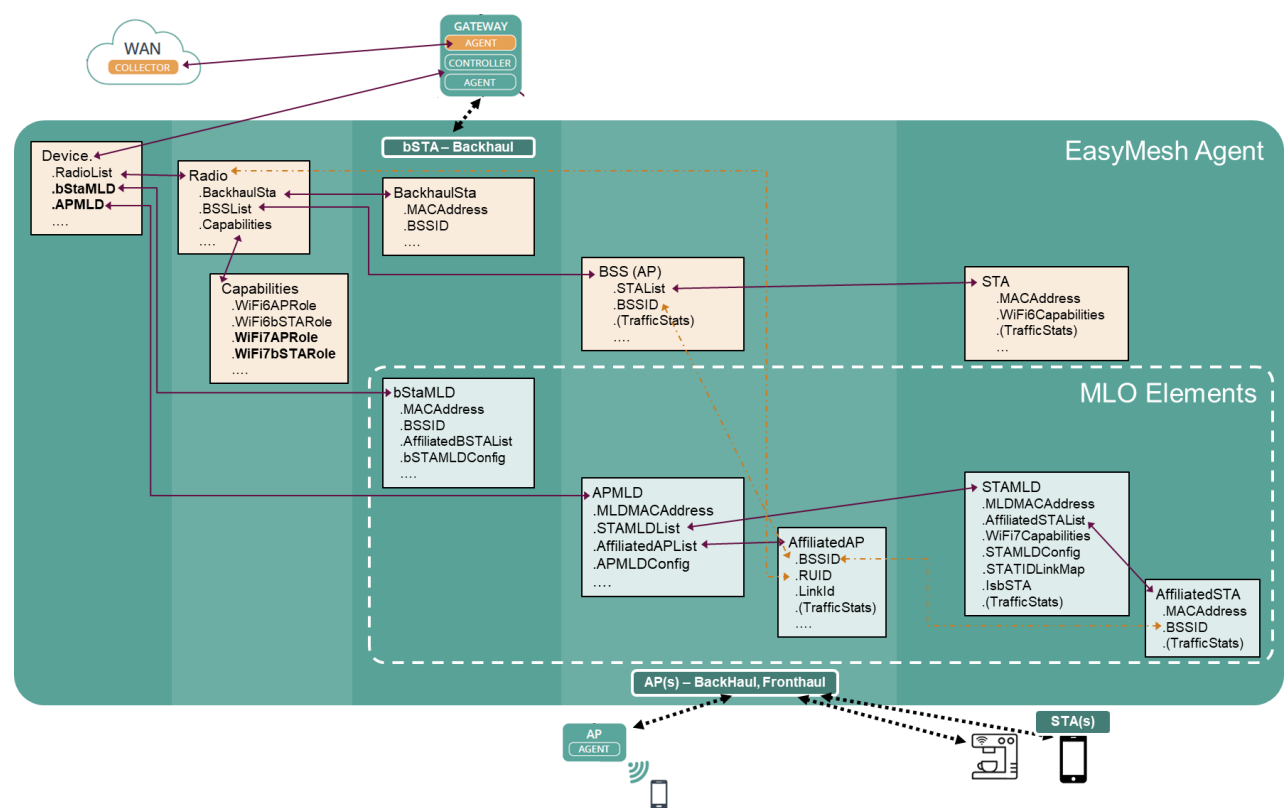 WAN
COLLECTOR
GATEWAY
AGENT
CONTROLLER
AGENT
bSTA – Backhaul
EasyMesh Agent
Device.
.RadioList
.bStaMLD
.APMLD
....
Radio
.BackhaulSta
.BSSList
.Capabilities
....
BackhaulSta
.MACAddress
.BSSID
....
Capabilities
.WiFi6APRole
.WiFi6bSTARole
.WiFi7APRole
.WiFi7bSTARole
....
BSS (AP)
.STAList
.BSSID
.(TrafficStats)
....
STA
.MACAddress
.WiFi6Capabilities
.(TrafficStats)
...
MLO Elements
bStaMLD
.MACAddress
.BSSID
.AffiliatedBSTAList
.bSTAMLDConfig
....
APMLD
.MLDMACAddress
.STAMLDList
.AffiliatedAPList
.APMLDConfig
....
AffiliatedAP
.BSSID
.RUID
.LinkId
.(TrafficStats)
....
STAMLD
.MLDMACAddress
.AffiliatedSTAList
.WiFi7Capabilities
.STAMLDConfig
.STATIDLinkMap
.IsbSTA
.(TrafficStats)
AffiliatedSTA
.MACAddress
.BSSID
.(TrafficStats)
AP(s) – BackHaul, Fronthaul
AP
AGENT
STA(s)